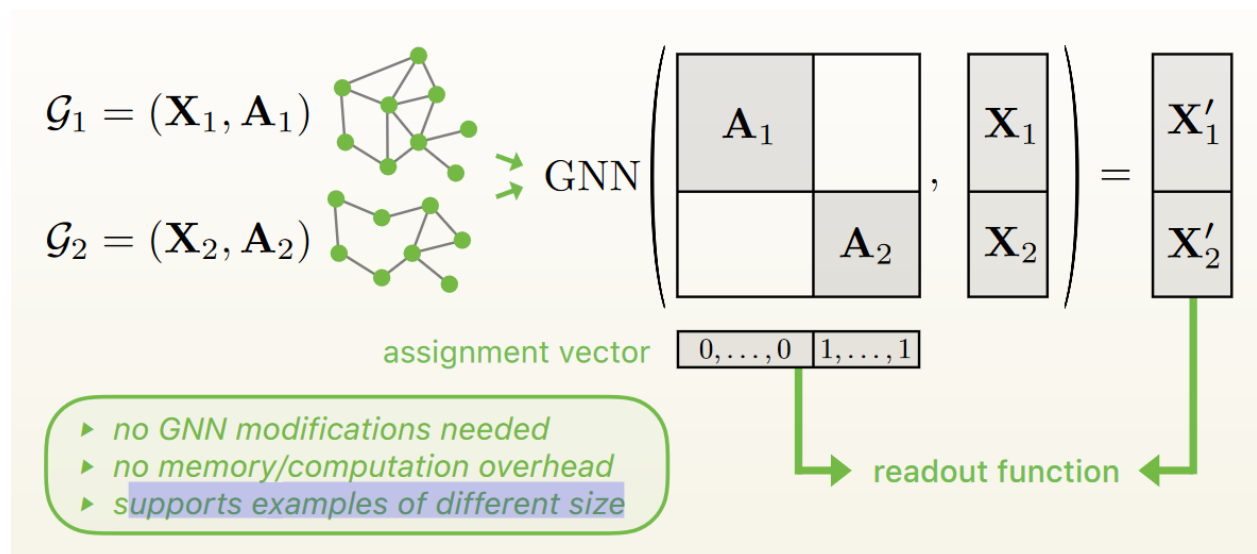 𝒢₁ = (𝐗₁, 𝐀₁)
𝒢₂ = (𝐗₂, 𝐀₂)
GNN ( 𝐀₁ 𝐀₂ , 𝐗₁ 𝐗₂ ) = 𝐗′₁ 𝐗′₂
assignment vector 0, . . . , 0 1, . . . , 1
▸ no GNN modifications needed
▸ no memory/computation overhead
▸ supports examples of different size
readout function